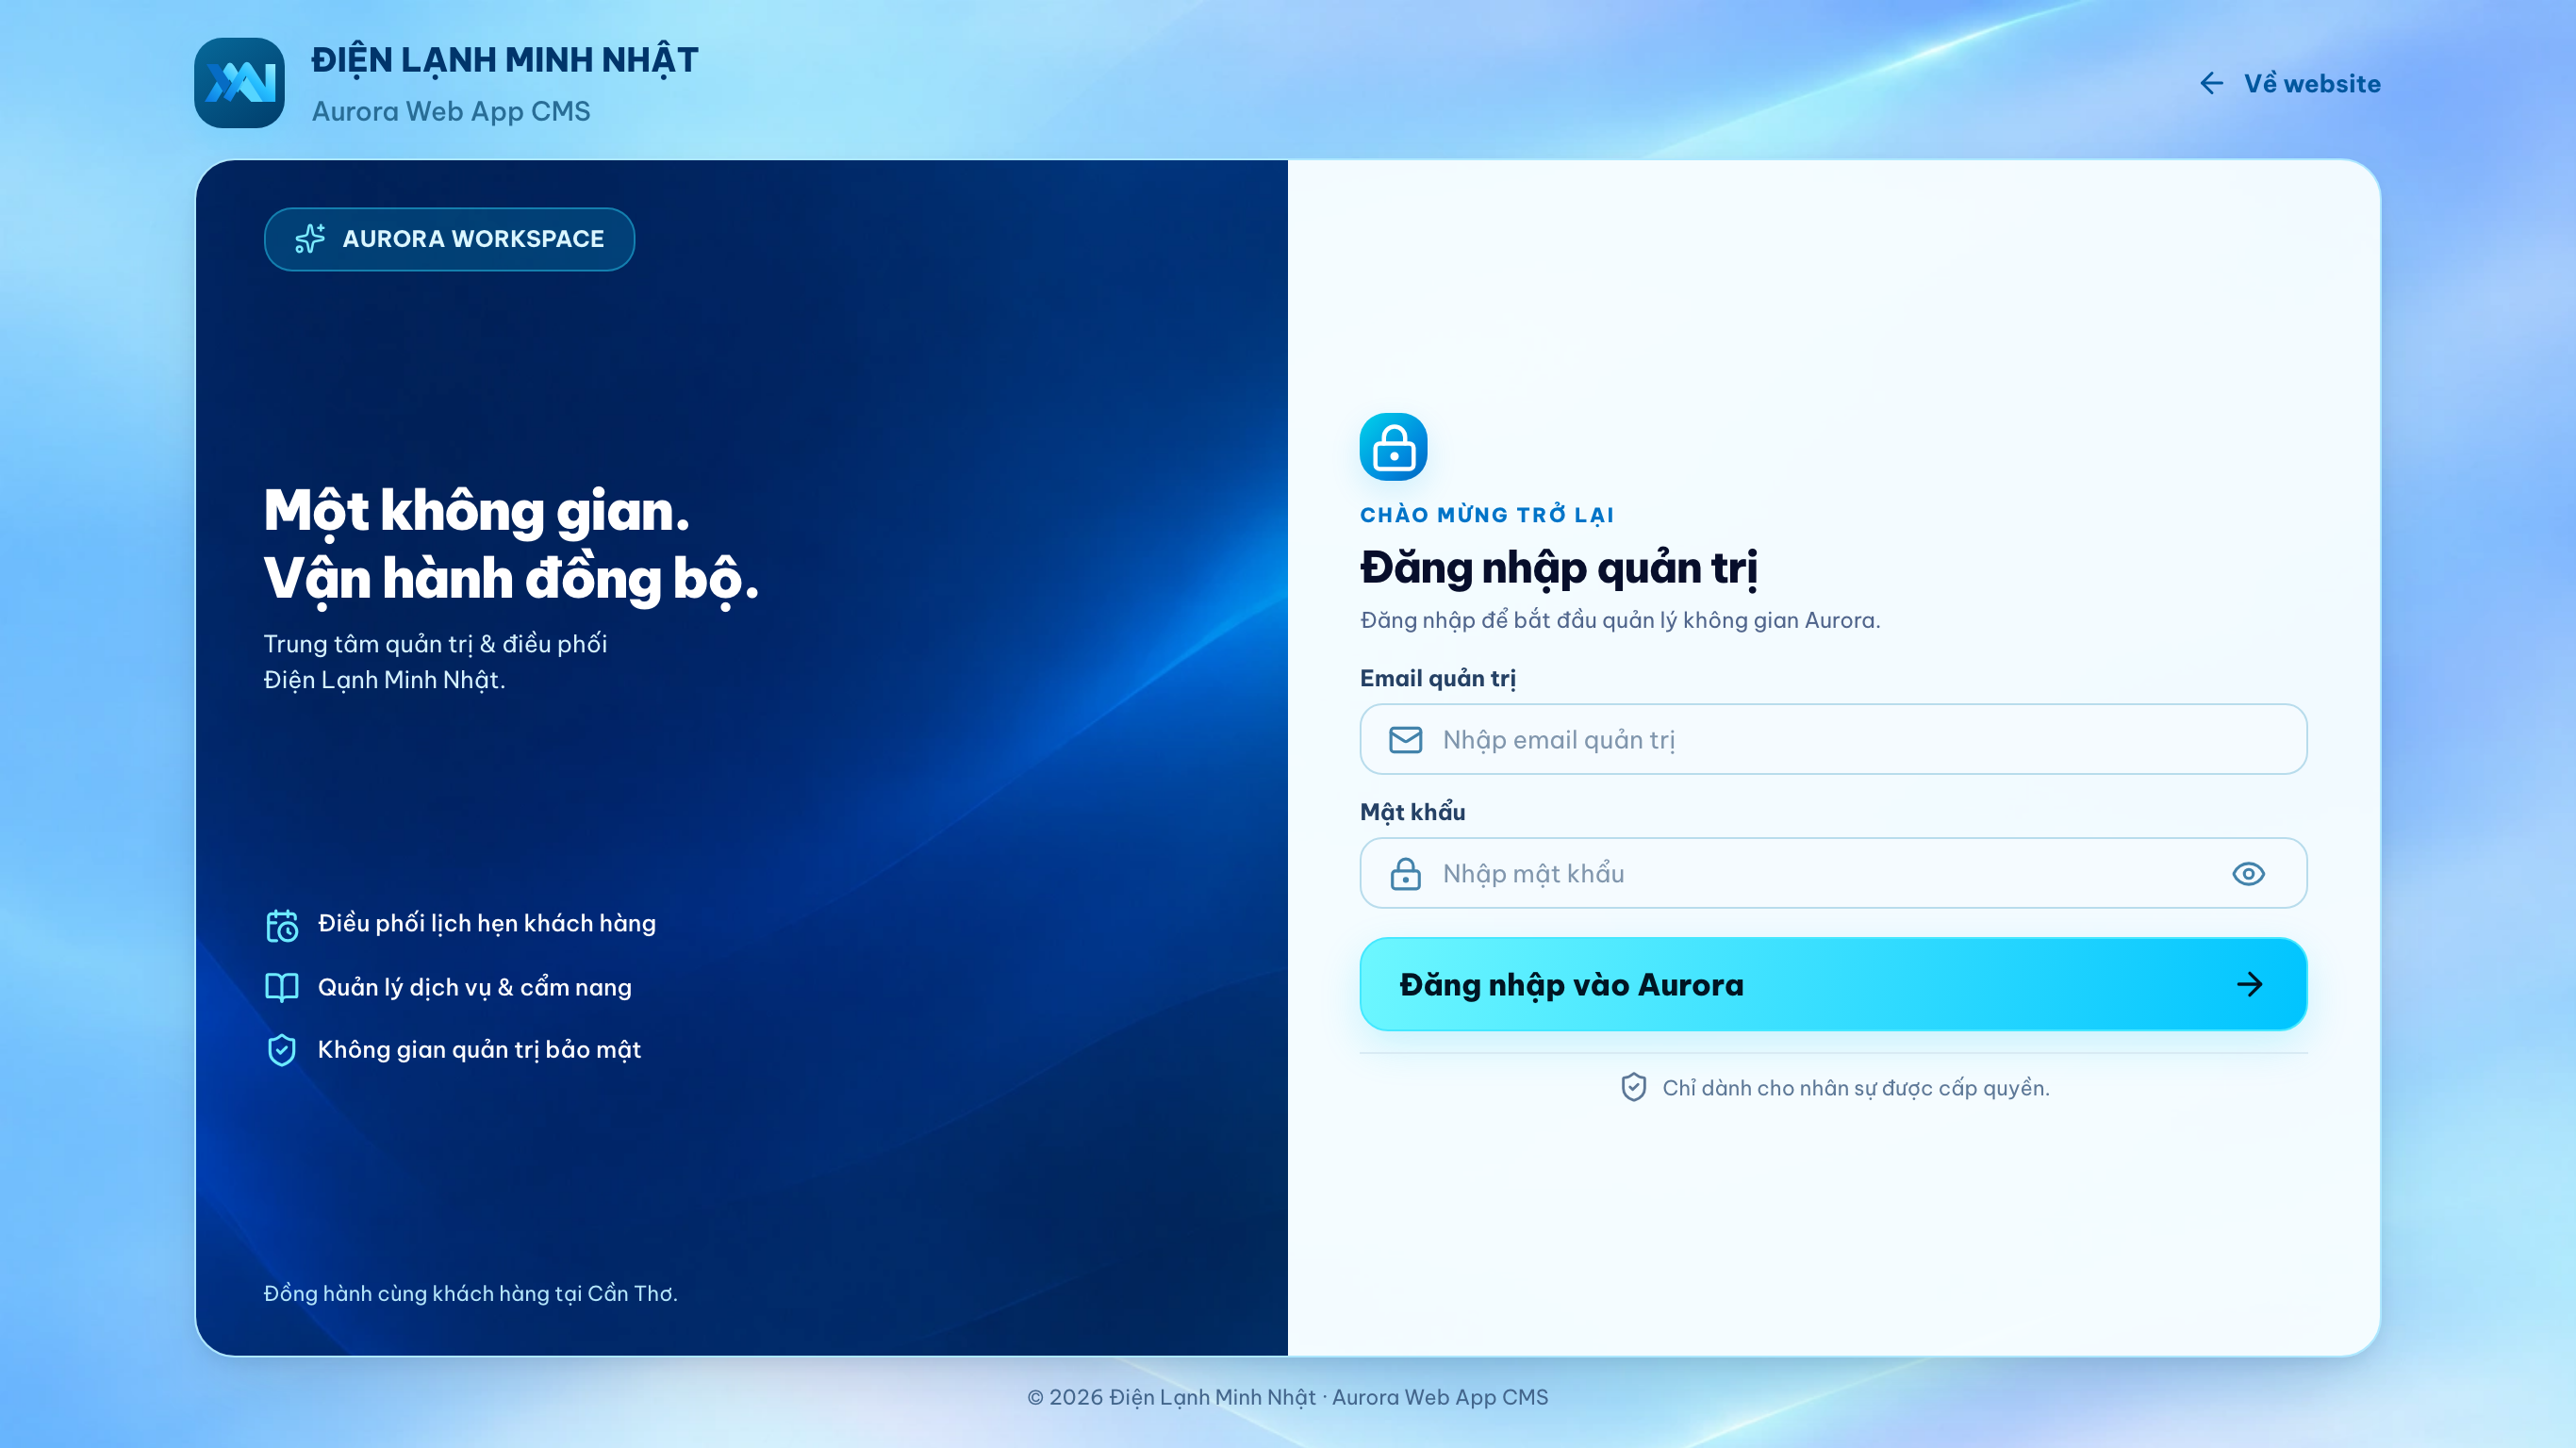 ĐIỆN LẠNH MINH NHẬT
Aurora Web App CMS
Về website
AURORA WORKSPACE
Một không gian.
Vận hành đồng bộ.
Trung tâm quản trị & điều phối
Điện Lạnh Minh Nhật.
Điều phối lịch hẹn khách hàng
Quản lý dịch vụ & cẩm nang
Không gian quản trị bảo mật
Đồng hành cùng khách hàng tại Cần Thơ.
CHÀO MỪNG TRỞ LẠI
Đăng nhập quản trị
Đăng nhập để bắt đầu quản lý không gian Aurora.
Email quản trị
Nhập email quản trị
Mật khẩu
Nhập mật khẩu
Đăng nhập vào Aurora
Chỉ dành cho nhân sự được cấp quyền.
© 2026 Điện Lạnh Minh Nhật · Aurora Web App CMS